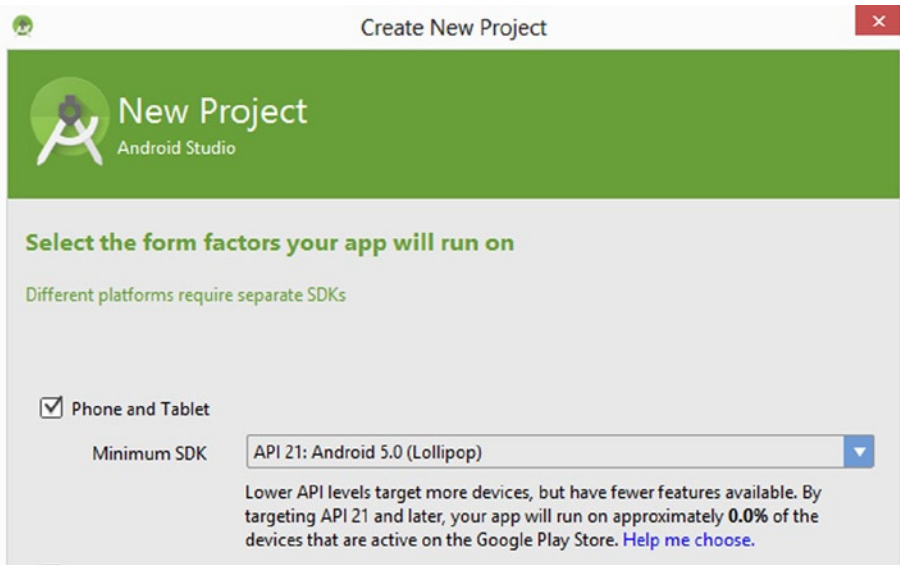 Create New Project
New Project
Android Studio
Select the form factors your app will run on
Different platforms require separate SDKs
Phone and Tablet
Minimum SDK
API 21: Android 5.0 (Lollipop)
Lower API levels target more devices, but have fewer features available. By
targeting API 21 and later, your app will run on approximately 0.0% of the
devices that are active on the Google Play Store. Help me choose.